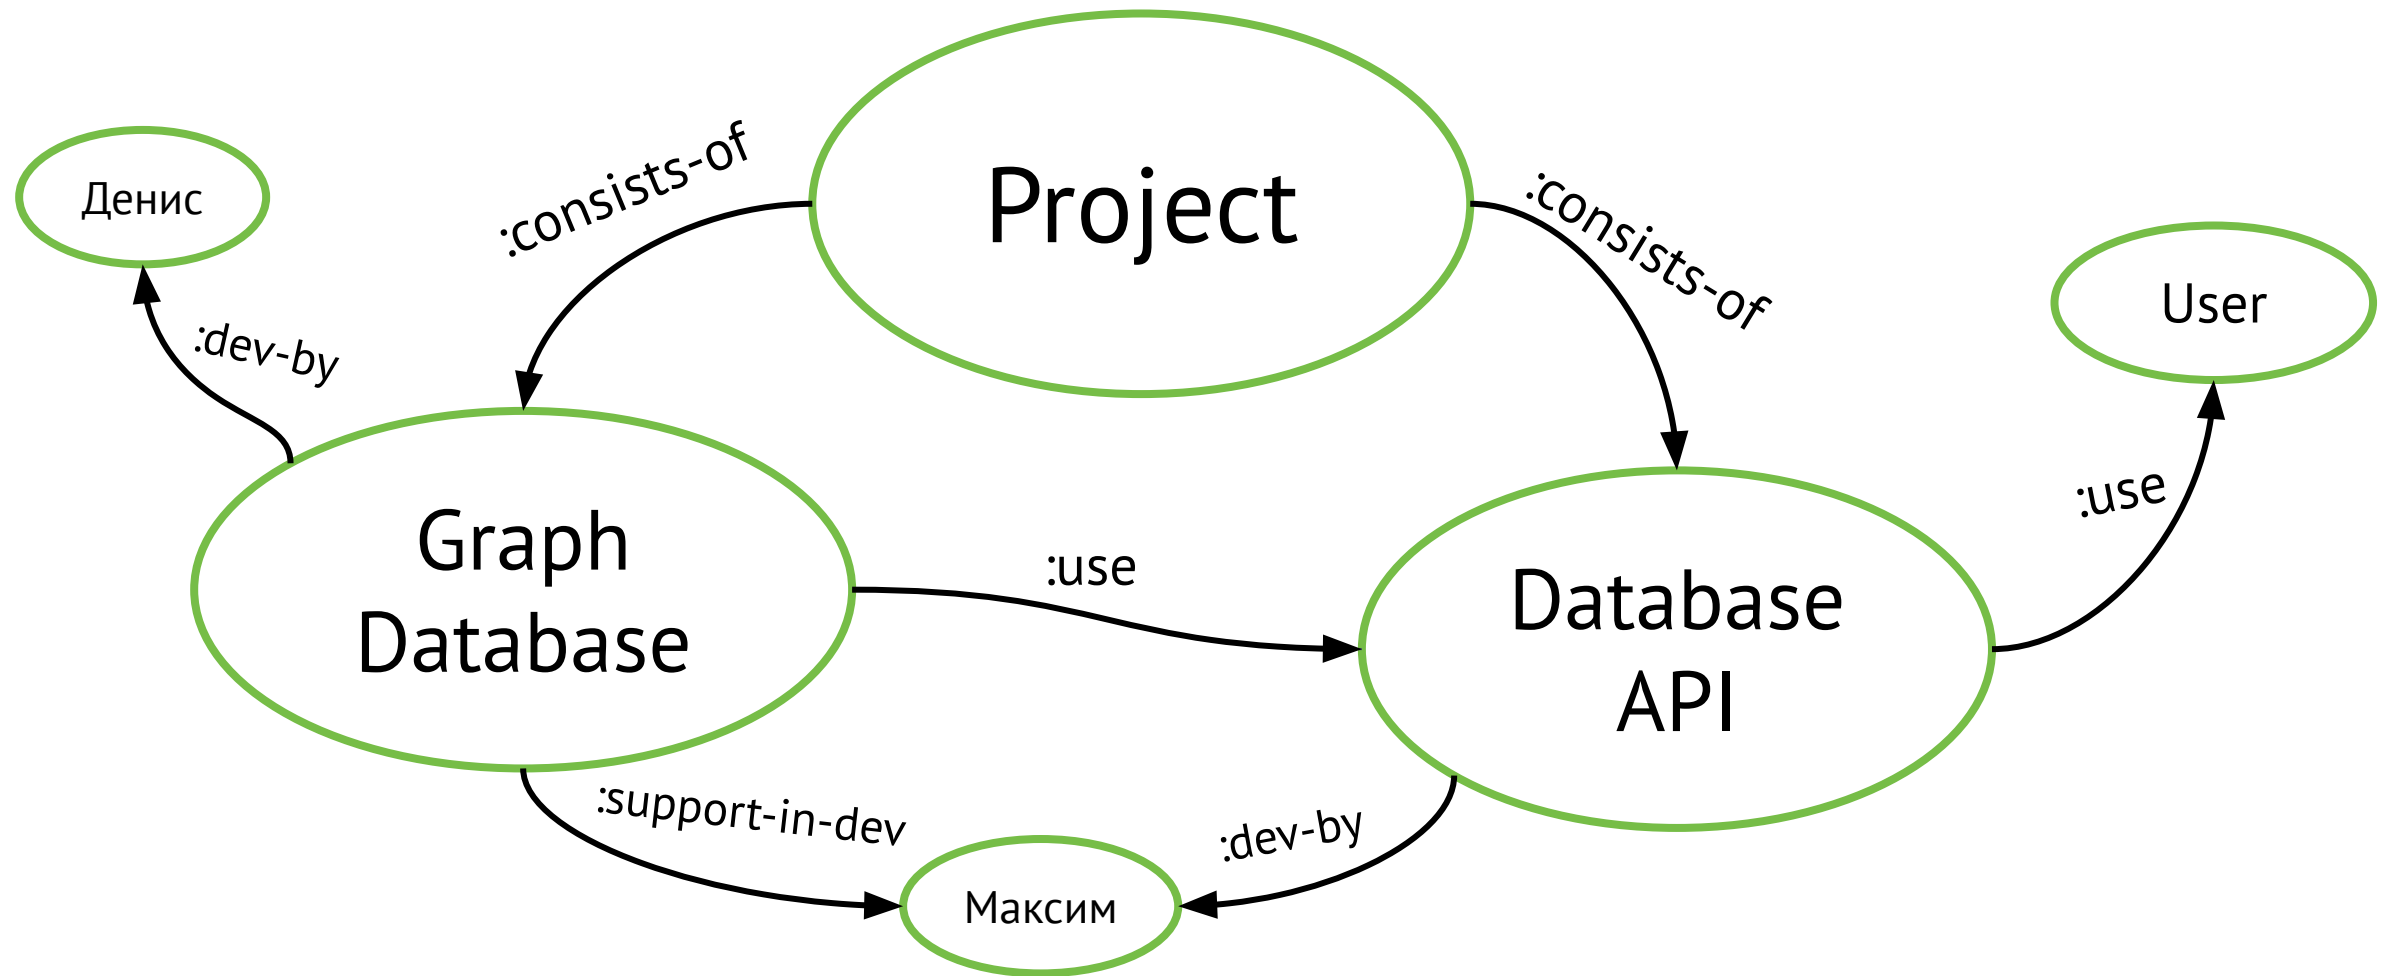 Project
:consists-of
:consists-of
Денис
User
:dev-by
Graph
Database
:use
:use
Database
API
:support-in-dev
:dev-by
Максим